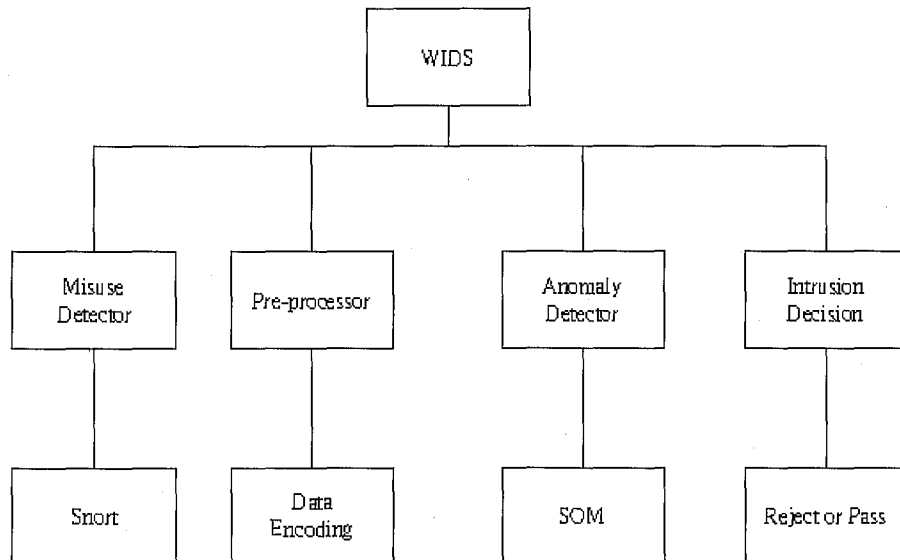 WIDS
Misuse
Detector
Pre-processor
Anomaly
Detector
Intrusion
Decision
Snort
Data
Encoding
SOM
Reject or Pass